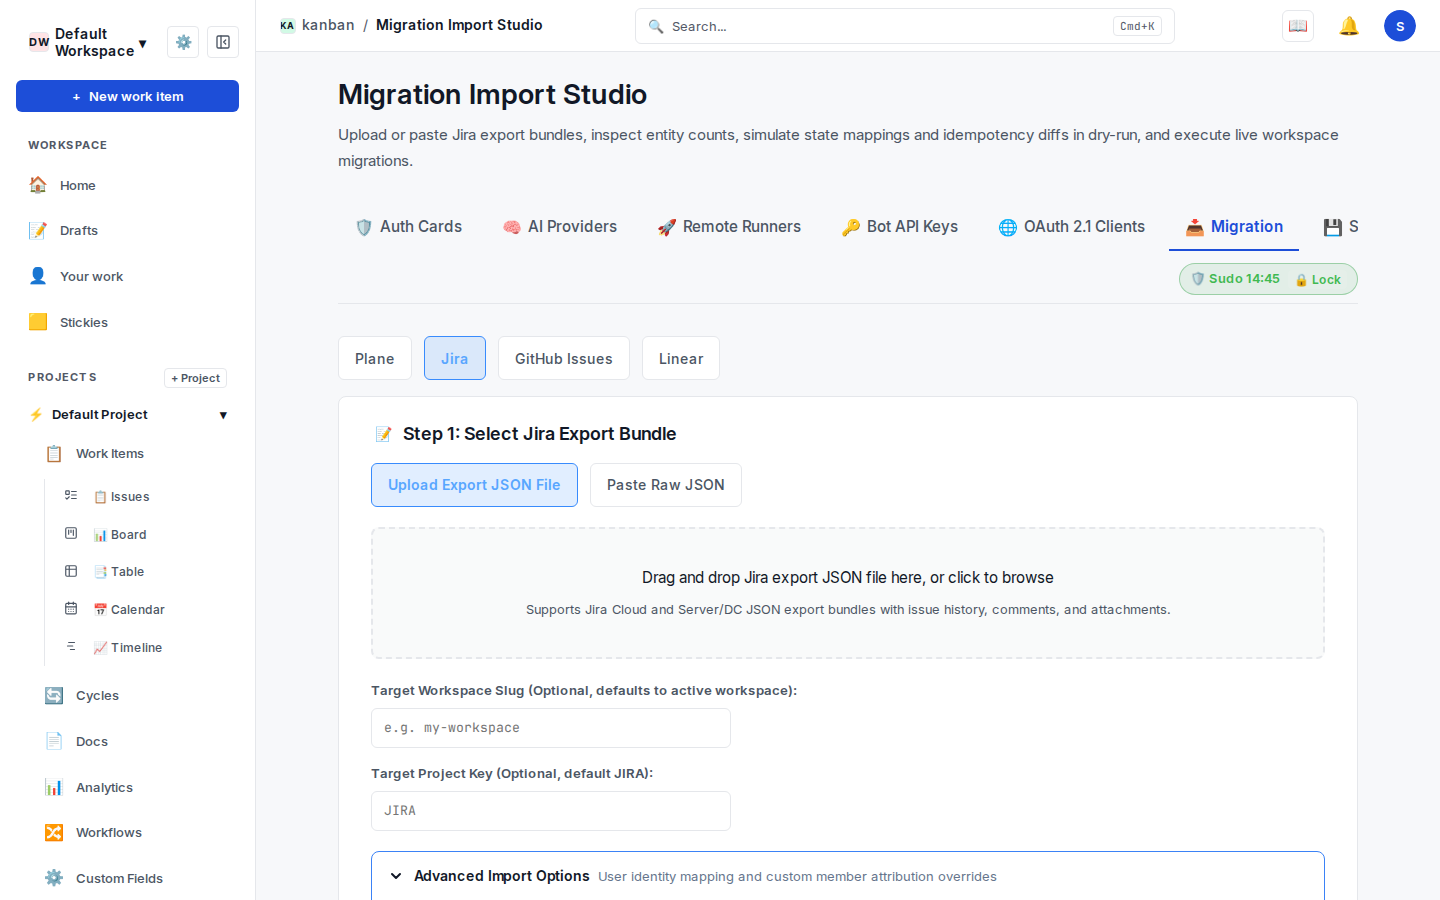 DW Default Workspace ▾
+ New work item
WORKSPACE
Home
Drafts
Your work
Stickies
PROJECTS
+ Project
Default Project ▾
Work Items
Issues
Board
Table
Calendar
Timeline
Cycles
Docs
Analytics
Workflows
Custom Fields
KA kanban / Migration Import Studio
Search...
Cmd+K
S
Migration Import Studio
Upload or paste Jira export bundles, inspect entity counts, simulate state mappings and idempotency diffs in dry-run, and execute live workspace
migrations.
Auth Cards
AI Providers
Remote Runners
Bot API Keys
OAuth 2.1 Clients
Migration
S
Sudo 14:45
Lock
Plane
Jira
GitHub Issues
Linear
Step 1: Select Jira Export Bundle
Upload Export JSON File
Paste Raw JSON
Drag and drop Jira export JSON file here, or click to browse
Supports Jira Cloud and Server/DC JSON export bundles with issue history, comments, and attachments.
Target Workspace Slug (Optional, defaults to active workspace):
e.g. my-workspace
Target Project Key (Optional, default JIRA):
JIRA
Advanced Import Options User identity mapping and custom member attribution overrides